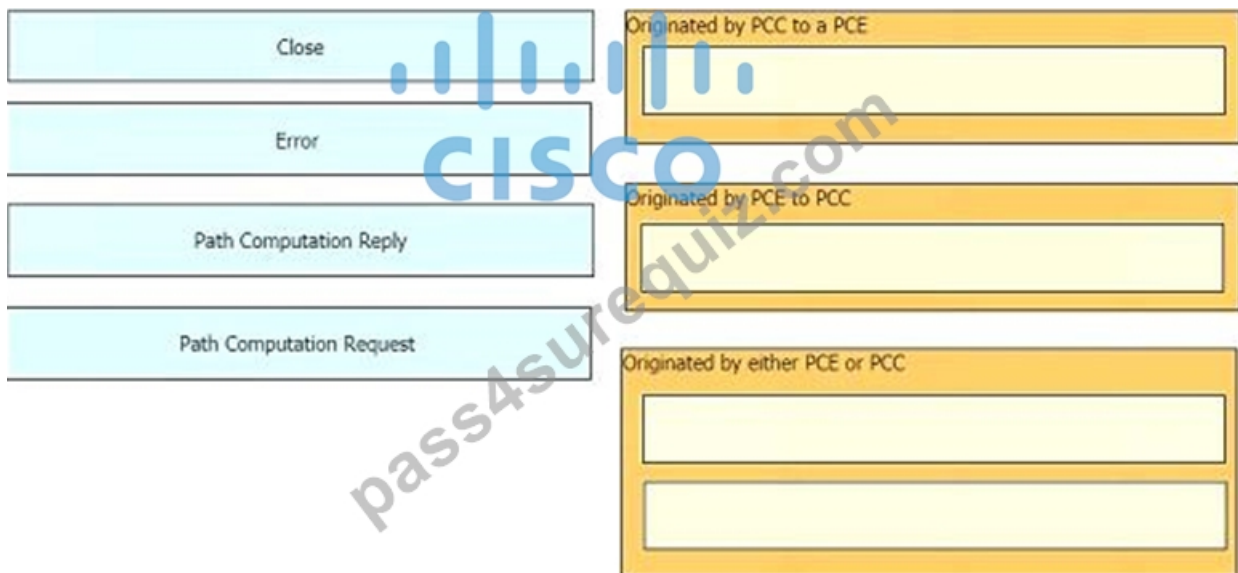 Close
Error
Path Computation Reply
Path Computation Request
Originated by PCC to a PCE
Originated by PCE to PCC
Originated by either PCE or PCC
CISCO
pass4surequiz.com